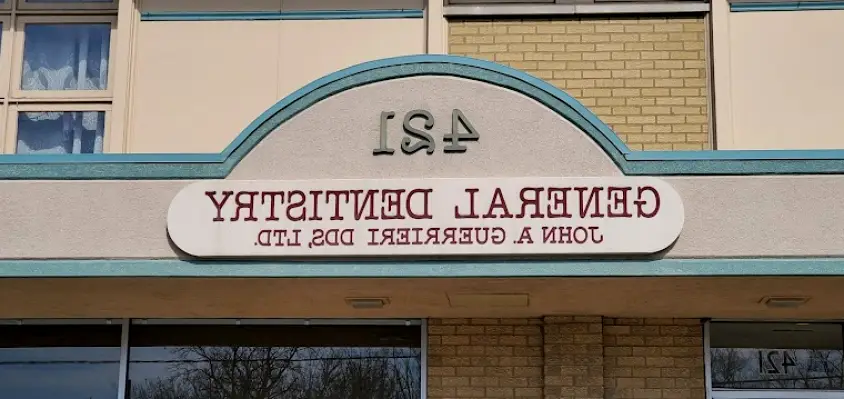 421
GENERAL DENTISTRY
JOHN A. GUERRIERI DDS, LTD.
421